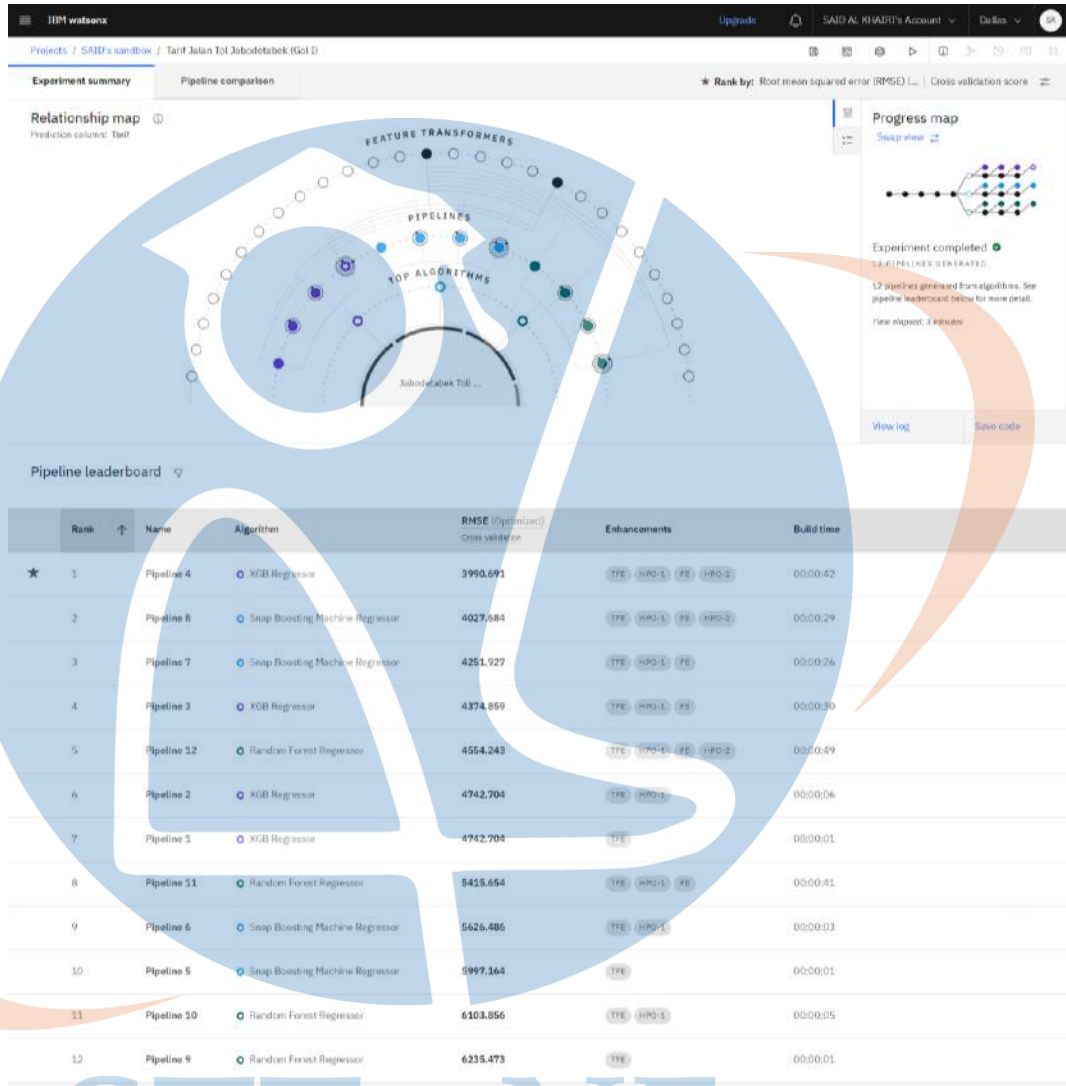 IBM watsonx
Upgrade
SAID AL KHAIRI's Account
Dallas
SA
Projects / SAID's sandbox / Tarif Jalan Tol Jabodetabek (Gol I)
Experiment summary
Pipeline comparison
Rank by: Root mean squared error (RMSE) (... | Cross validation score
Relationship map
Prediction column: Tarif
FEATURE TRANSFORMERS
PIPELINES
TOP ALGORITHMS
Jabodetabek Toll ...
Progress map
Swap view
Experiment completed
12 PIPELINES GENERATED
12 pipelines generated from algorithms. See
pipeline leaderboard below for more detail.
Time elapsed: 3 minutes
View log
Save code
Pipeline leaderboard
Rank Name Algorithm RMSE (Optimized) Enhancements Build time
Cross validation
1 Pipeline 4 XGB Regressor 3990.691 TFE HPO-1 FE HPO-2 00:00:42
2 Pipeline 8 Snap Boosting Machine Regressor 4027.684 TFE HPO-1 FE HPO-2 00:00:29
3 Pipeline 7 Snap Boosting Machine Regressor 4251.927 TFE HPO-1 FE 00:00:26
4 Pipeline 3 XGB Regressor 4374.859 TFE HPO-1 FE 00:00:30
5 Pipeline 12 Random Forest Regressor 4554.243 TFE HPO-1 FE HPO-2 00:00:49
6 Pipeline 2 XGB Regressor 4742.704 TFE HPO-1 00:00:06
7 Pipeline 1 XGB Regressor 4742.704 TFE 00:00:01
8 Pipeline 11 Random Forest Regressor 5415.654 TFE HPO-1 FE 00:00:41
9 Pipeline 6 Snap Boosting Machine Regressor 5626.486 TFE HPO-1 00:00:03
10 Pipeline 5 Snap Boosting Machine Regressor 5997.164 TFE 00:00:01
11 Pipeline 10 Random Forest Regressor 6103.856 TFE HPO-1 00:00:05
12 Pipeline 9 Random Forest Regressor 6235.473 TFE 00:00:01